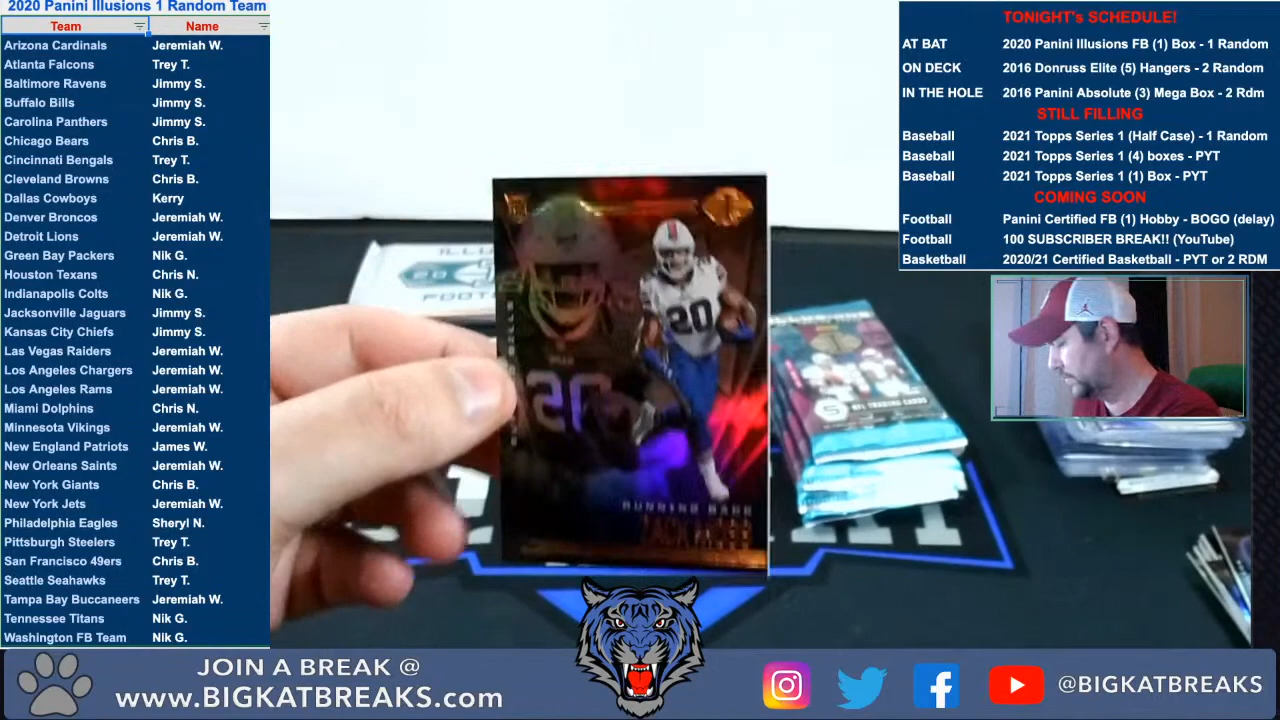 2020 Panini Illusions 1 Random Team
Team Name
Arizona Cardinals Jeremiah W.
Atlanta Falcons Trey T.
Baltimore Ravens Jimmy S.
Buffalo Bills Jimmy S.
Carolina Panthers Jimmy S.
Chicago Bears Chris B.
Cincinnati Bengals Trey T.
Cleveland Browns Chris B.
Dallas Cowboys Kerry
Denver Broncos Jeremiah W.
Detroit Lions Jeremiah W.
Green Bay Packers Nik G.
Houston Texans Chris N.
Indianapolis Colts Nik G.
Jacksonville Jaguars Jimmy S.
Kansas City Chiefs Jimmy S.
Las Vegas Raiders Jeremiah W.
Los Angeles Chargers Jeremiah W.
Los Angeles Rams Jeremiah W.
Miami Dolphins Chris N.
Minnesota Vikings Jeremiah W.
New England Patriots James W.
New Orleans Saints Jeremiah W.
New York Giants Chris B.
New York Jets Jeremiah W.
Philadelphia Eagles Sheryl N.
Pittsburgh Steelers Trey T.
San Francisco 49ers Chris B.
Seattle Seahawks Trey T.
Tampa Bay Buccaneers Jeremiah W.
Tennessee Titans Nik G.
Washington FB Team Nik G.
TONIGHT's SCHEDULE!
AT BAT 2020 Panini Illusions FB (1) Box - 1 Random
ON DECK 2016 Donruss Elite (5) Hangers - 2 Random
IN THE HOLE 2016 Panini Absolute (3) Mega Box - 2 Rdm
STILL FILLING
Baseball 2021 Topps Series 1 (Half Case) - 1 Random
Baseball 2021 Topps Series 1 (4) boxes - PYT
Baseball 2021 Topps Series 1 (1) Box - PYT
COMING SOON
Football Panini Certified FB (1) Hobby - BOGO (delay)
Football 100 SUBSCRIBER BREAK!! (YouTube)
Basketball 2020/21 Certified Basketball - PYT or 2 RDM
20
20
RUNNING BACK
ZACK MOSS
5 NFL TRADING CARDS
JOIN A BREAK @
www.BIGKATBREAKS.com
@BIGKATBREAKS